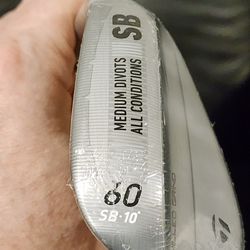 SB
MEDIUM DIVOTS
ALL CONDITIONS
60
SB·10°